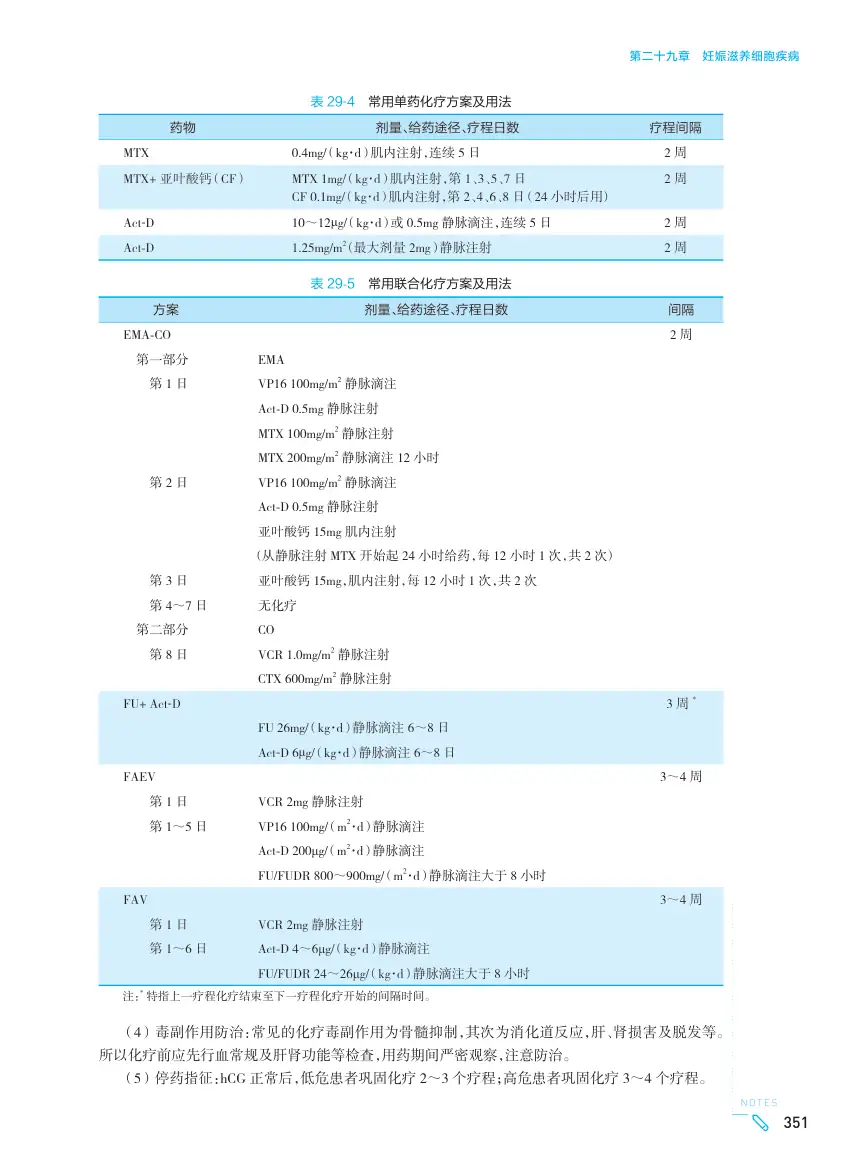 第二十九章 妊娠滋养细胞疾病
表 29-4 常用单药化疗方案及用法
药物 剂量、给药途径、疗程日数 疗程间隔
MTX 0.4mg/（kg·d）肌内注射，连续 5 日 2 周
MTX+ 亚叶酸钙（CF） MTX 1mg/（kg·d）肌内注射，第 1、3、5、7 日 2 周
CF 0.1mg/（kg·d）肌内注射，第 2、4、6、8 日（24 小时后用）
Act-D 10～12μg/（kg·d）或 0.5mg 静脉滴注，连续 5 日 2 周
Act-D 1.25mg/m²（最大剂量 2mg）静脉注射 2 周
表 29-5 常用联合化疗方案及用法
方案 剂量、给药途径、疗程日数 间隔
EMA-CO 2 周
第一部分 EMA
第 1 日 VP16 100mg/m² 静脉滴注
Act-D 0.5mg 静脉注射
MTX 100mg/m² 静脉注射
MTX 200mg/m² 静脉滴注 12 小时
第 2 日 VP16 100mg/m² 静脉滴注
Act-D 0.5mg 静脉注射
亚叶酸钙 15mg 肌内注射
（从静脉注射 MTX 开始起 24 小时给药，每 12 小时 1 次，共 2 次）
第 3 日 亚叶酸钙 15mg，肌内注射，每 12 小时 1 次，共 2 次
第 4～7 日 无化疗
第二部分 CO
第 8 日 VCR 1.0mg/m² 静脉注射
CTX 600mg/m² 静脉注射
FU+ Act-D 3 周 *
FU 26mg/（kg·d）静脉滴注 6～8 日
Act-D 6μg/（kg·d）静脉滴注 6～8 日
FAEV 3～4 周
第 1 日 VCR 2mg 静脉注射
第 1～5 日 VP16 100mg/（m²·d）静脉滴注
Act-D 200μg/（m²·d）静脉滴注
FU/FUDR 800～900mg/（m²·d）静脉滴注大于 8 小时
FAV 3～4 周
第 1 日 VCR 2mg 静脉注射
第 1～6 日 Act-D 4～6μg/（kg·d）静脉滴注
FU/FUDR 24～26μg/（kg·d）静脉滴注大于 8 小时
注：* 特指上一疗程化疗结束至下一疗程化疗开始的间隔时间。
（4）毒副作用防治：常见的化疗毒副作用为骨髓抑制，其次为消化道反应，肝、肾损害及脱发等。
所以化疗前应先行血常规及肝肾功能等检查，用药期间严密观察，注意防治。
（5）停药指征：hCG 正常后，低危患者巩固化疗 2～3 个疗程；高危患者巩固化疗 3～4 个疗程。
NOTES
351